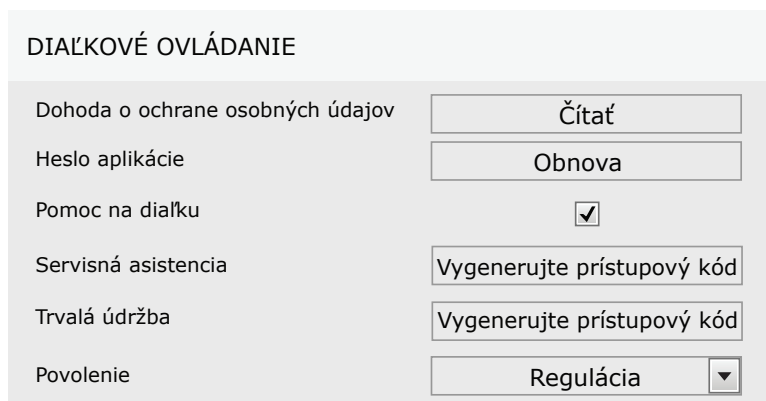 DIAĽKOVÉ OVLÁDANIE
Dohoda o ochrane osobných údajov Čítať
Heslo aplikácie Obnova
Pomoc na diaľku
Servisná asistencia Vygenerujte prístupový kód
Trvalá údržba Vygenerujte prístupový kód
Povolenie Regulácia